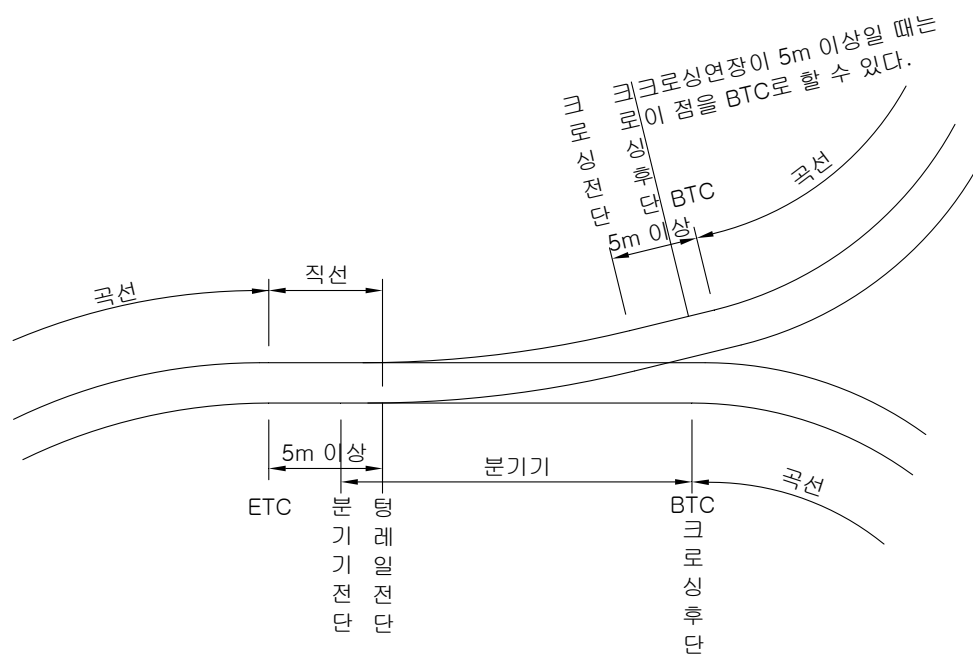 크로싱연장이 5m 이상일 때는
이 점을 BTC로 할 수 있다.
크로싱전단
크로싱후단
BTC
곡선
5m 이상
직선
곡선
5m 이상
분기기
곡선
ETC
분기기전단
텅레일전단
BTC
크로싱후단